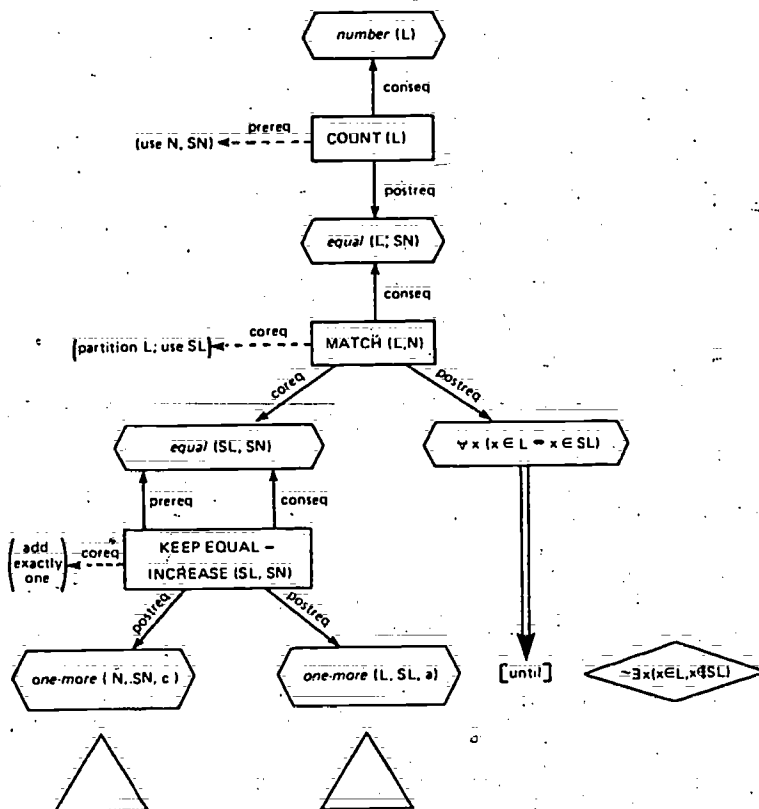 number (L)
conseq
prereq
(use N, SN)
COUNT (L)
postreq
equal (L, SN)
conseq
coreq
(partition L; use SL)
MATCH (L,N)
coreq
postreq
equal (SL, SN)
∀ x (x ∈ L ⇔ x ∈ SL)
prereq
conseq
(add
exactly
one)
coreq
KEEP EQUAL –
INCREASE (SL, SN)
postreq
postreq
one-more (N, SN, c)
one-more (L, SL, a)
[until]
~∃ x(x∈L, x∉SL)